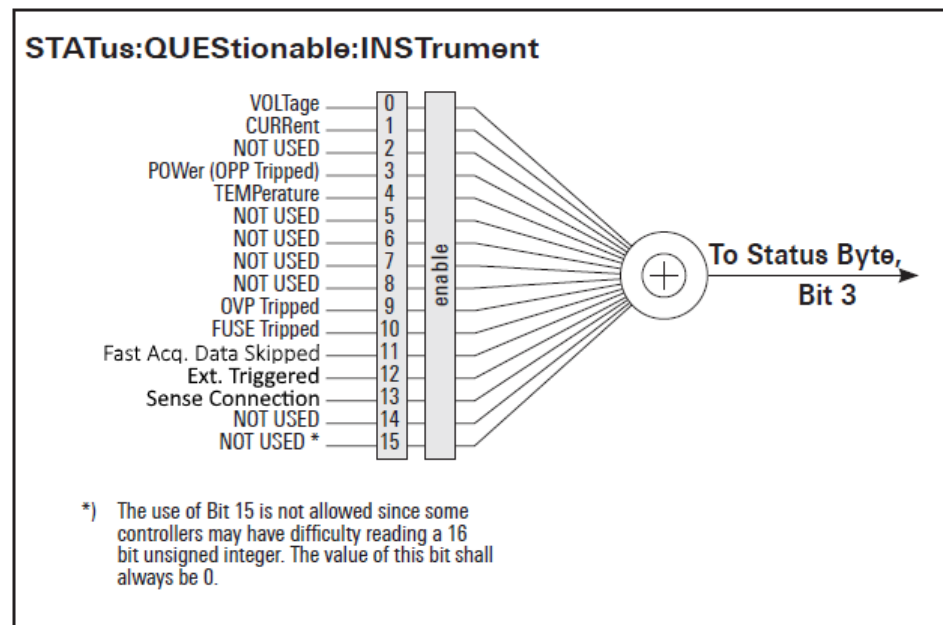 STATus:QUEStionable:INSTrument
VOLTage 0
CURRent 1
NOT USED 2
POWer (OPP Tripped) 3
TEMPerature 4
NOT USED 5
NOT USED 6
NOT USED 7
NOT USED 8
OVP Tripped 9
FUSE Tripped 10
Fast Acq. Data Skipped 11
Ext. Triggered 12
Sense Connection 13
NOT USED 14
NOT USED * 15
enable
+
To Status Byte,
Bit 3
*) The use of Bit 15 is not allowed since some
controllers may have difficulty reading a 16
bit unsigned integer. The value of this bit shall
always be 0.